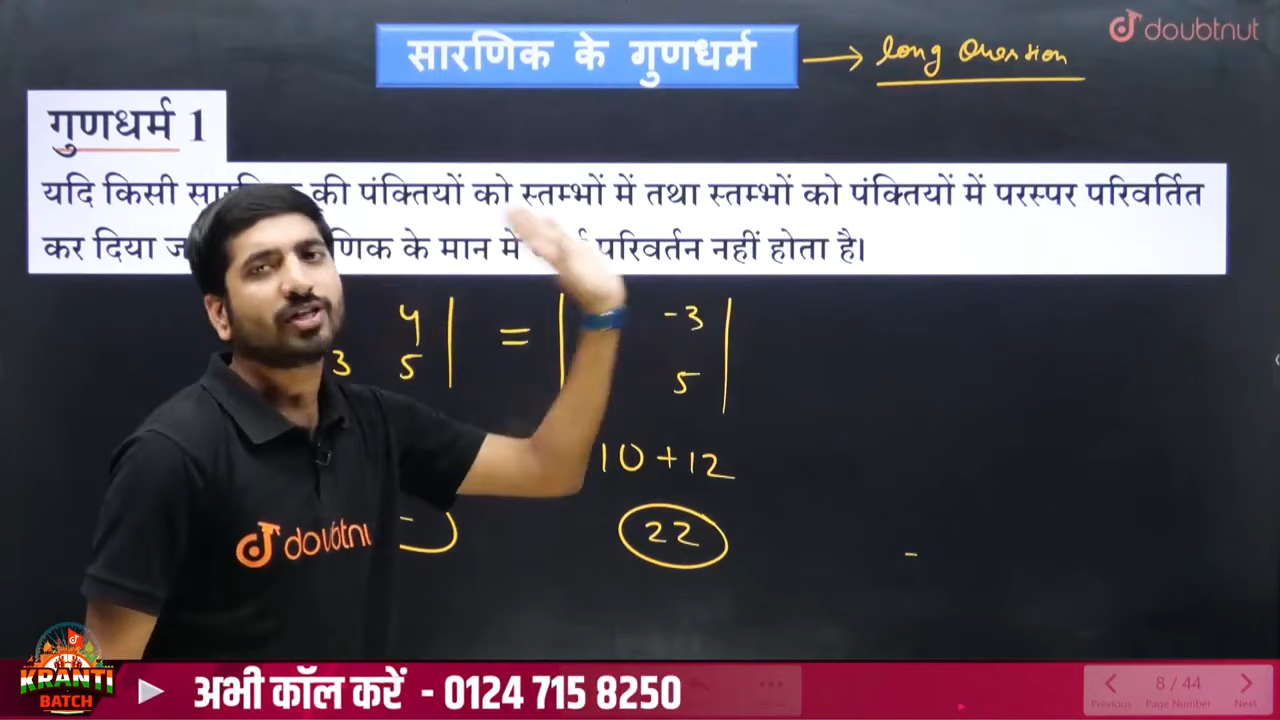 सारणिक के गुणधर्म → long Question
doubtnut
गुणधर्म 1
यदि किसी की पंक्तियों को स्तम्भों में तथा स्तम्भों को पंक्तियों में परस्पर परिवर्तित
कर दिया के मान में परिवर्तन नहीं होता है।
4 | = | -3 |
3 5 5
10 + 12
22
doubtnut
KRANTI
BATCH
अभी कॉल करें - 0124 715 8250
8 / 44
Previous Page Number Next